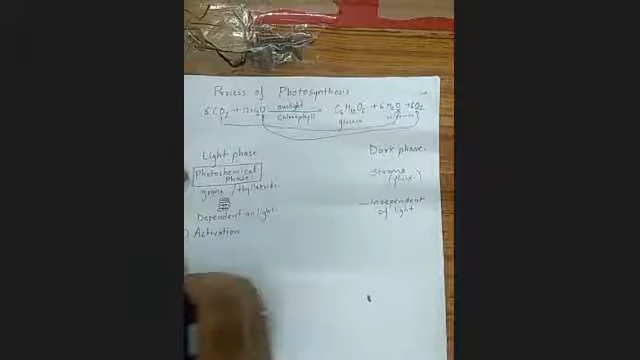 Process of Photosynthesis
6CO2 + 12H2O sunlight C6H12O6 + 6H2O + 6O2
Chlorophyll glucose
Light phase
Dark phase.
Photochemical
Phase
stroma
(fluid)
grana / thylakoids
Dependent on light
— independent
of light
1) Activation